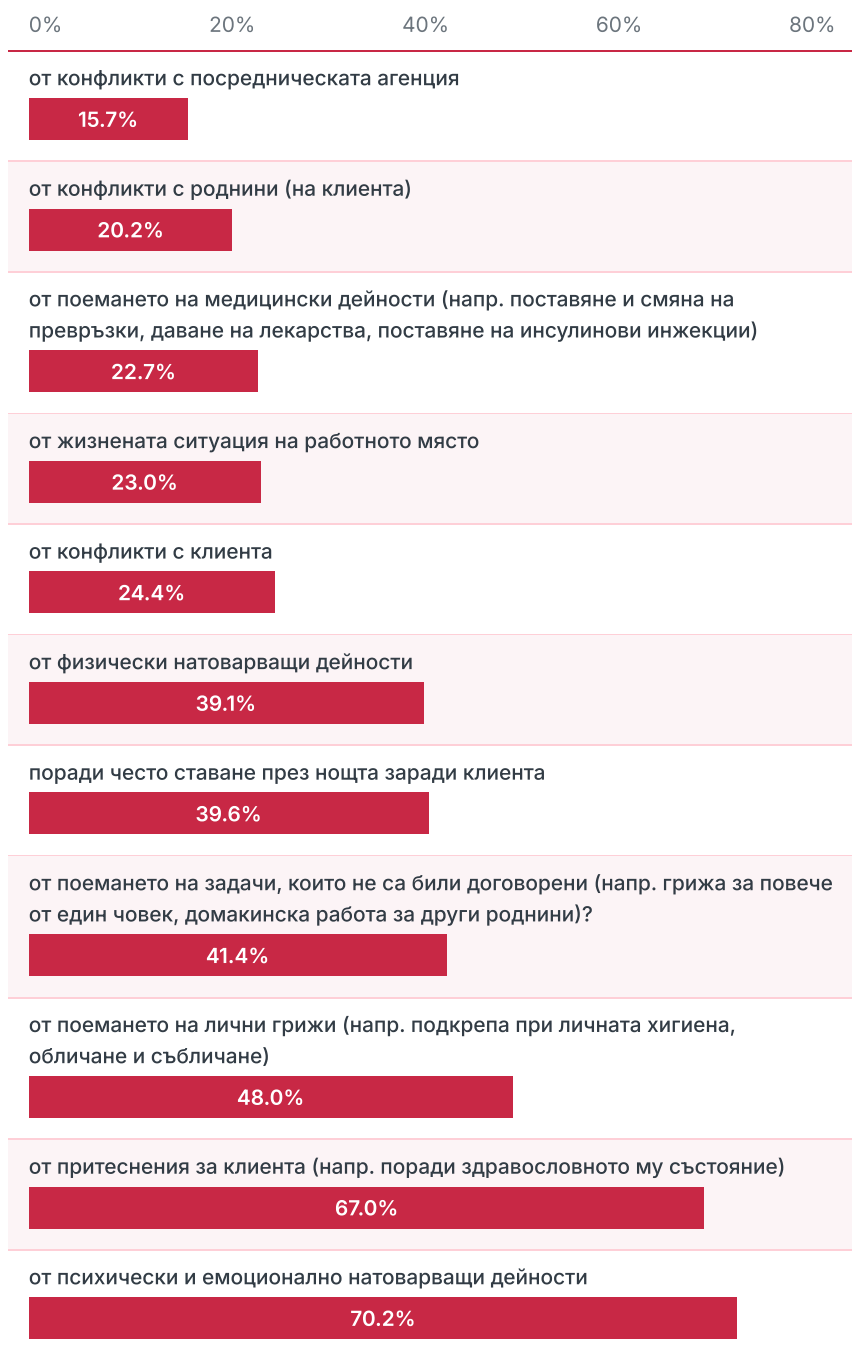 0% 20% 40% 60% 80%
от конфликти с посредническата агенция
15.7%
от конфликти с роднини (на клиента)
20.2%
от поемането на медицински дейности (напр. поставяне и смяна на
превръзки, даване на лекарства, поставяне на инсулинови инжекции)
22.7%
от жизнената ситуация на работното място
23.0%
от конфликти с клиента
24.4%
от физически натоварващи дейности
39.1%
поради често ставане през нощта заради клиента
39.6%
от поемането на задачи, които не са били договорени (напр. грижа за повече
от един човек, домакинска работа за други роднини)?
41.4%
от поемането на лични грижи (напр. подкрепа при личната хигиена,
обличане и събличане)
48.0%
от притеснения за клиента (напр. поради здравословното му състояние)
67.0%
от психически и емоционално натоварващи дейности
70.2%